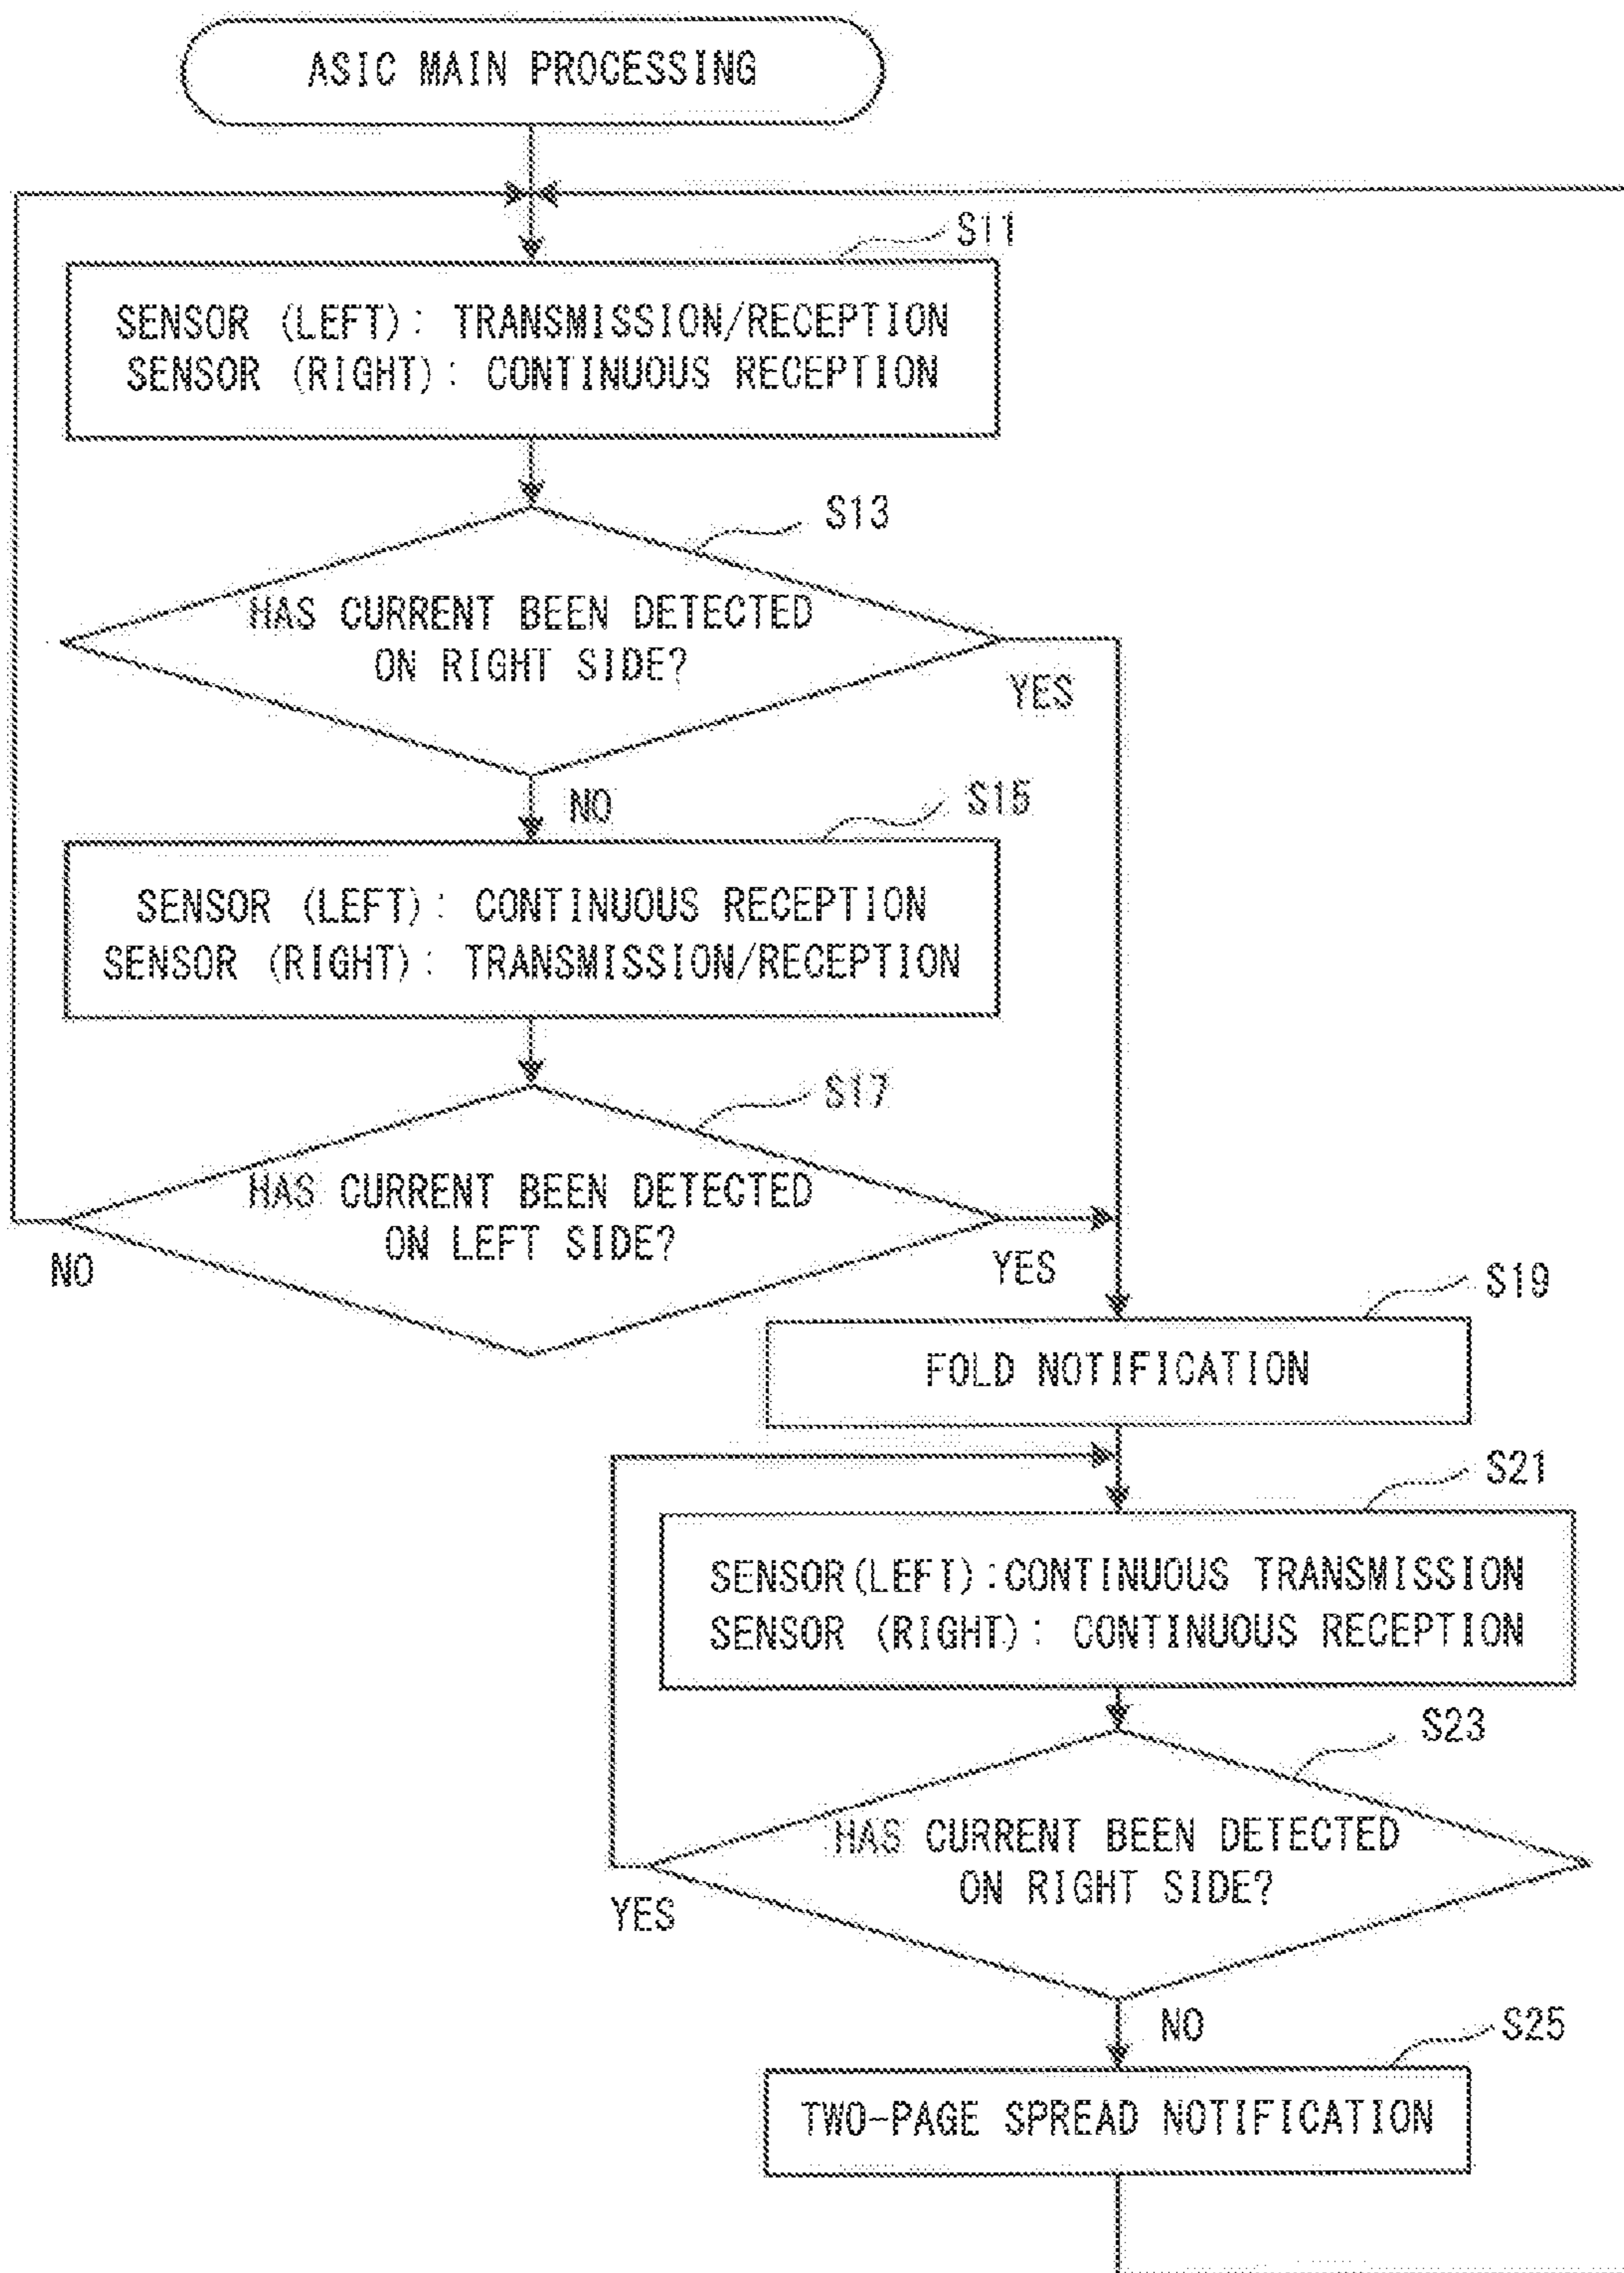 ASIC MAIN PROCESSING
S11
SENSOR (LEFT): TRANSMISSION/RECEPTION
SENSOR (RIGHT): CONTINUOUS RECEPTION
S13
HAS CURRENT BEEN DETECTED
ON RIGHT SIDE?
YES
NO
S15
SENSOR (LEFT): CONTINUOUS RECEPTION
SENSOR (RIGHT): TRANSMISSION/RECEPTION
S17
HAS CURRENT BEEN DETECTED
ON LEFT SIDE?
NO
YES
S19
FOLD NOTIFICATION
S21
SENSOR(LEFT):CONTINUOUS TRANSMISSION
SENSOR (RIGHT): CONTINUOUS RECEPTION
S23
HAS CURRENT BEEN DETECTED
ON RIGHT SIDE?
YES
NO
S25
TWO-PAGE SPREAD NOTIFICATION